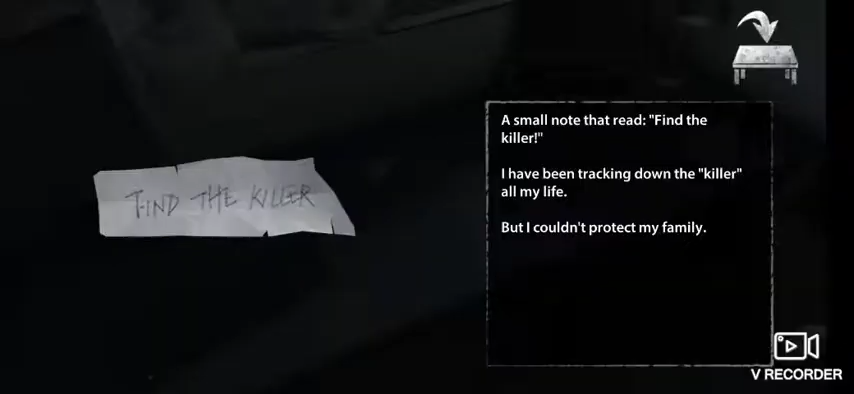 FIND THE KILLER
A small note that read: "Find the
killer!"
I have been tracking down the "killer"
all my life.
But I couldn't protect my family.
V RECORDER